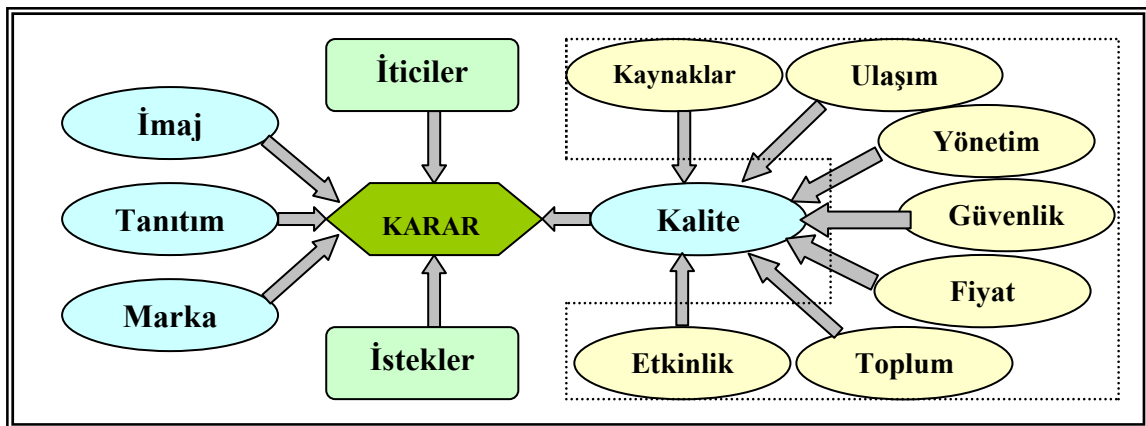 İticiler
Kaynaklar
Ulaşım
İmaj
Yönetim
Tanıtım
KARAR
Kalite
Güvenlik
Marka
Fiyat
İstekler
Etkinlik
Toplum